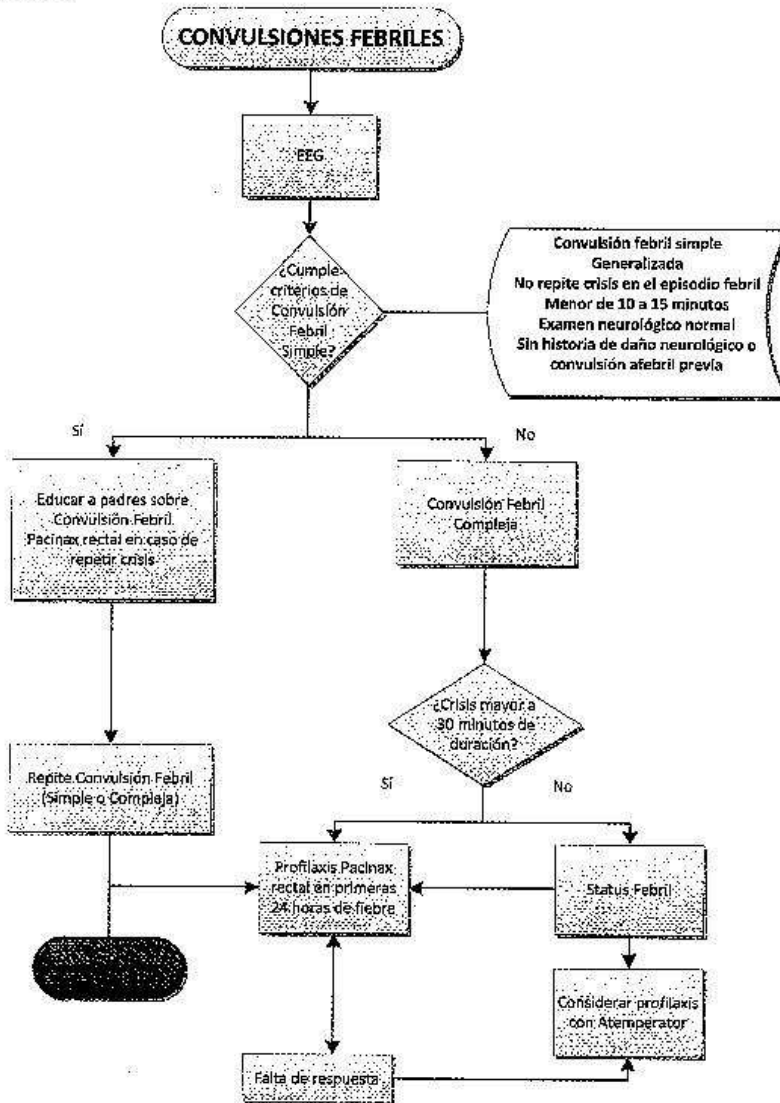 CONVULSIONES FEBRILES
EEG
¿Cumple
criterios de
Convulsión
Febril
Simple?
Convulsión febril simple
Generalizada
No repite crisis en el episodio febril
Menor de 10 a 15 minutos
Examen neurológico normal
Sin historia de daño neurológico o
convulsión afebril previa
Sí
No
Educar a padres sobre
Convulsión Febril
Pacinax rectal en caso de
repetir crisis
Convulsión Febril
Compleja
¿Crisis mayor a
30 minutos de
duración?
Repite Convulsión Febril
(Simple o Compleja)
Sí
No
Profilaxis Pacinax
rectal en primeras
24 horas de fiebre
Status Febril
Considerar profilaxis
con Atemperator
Falta de respuesta